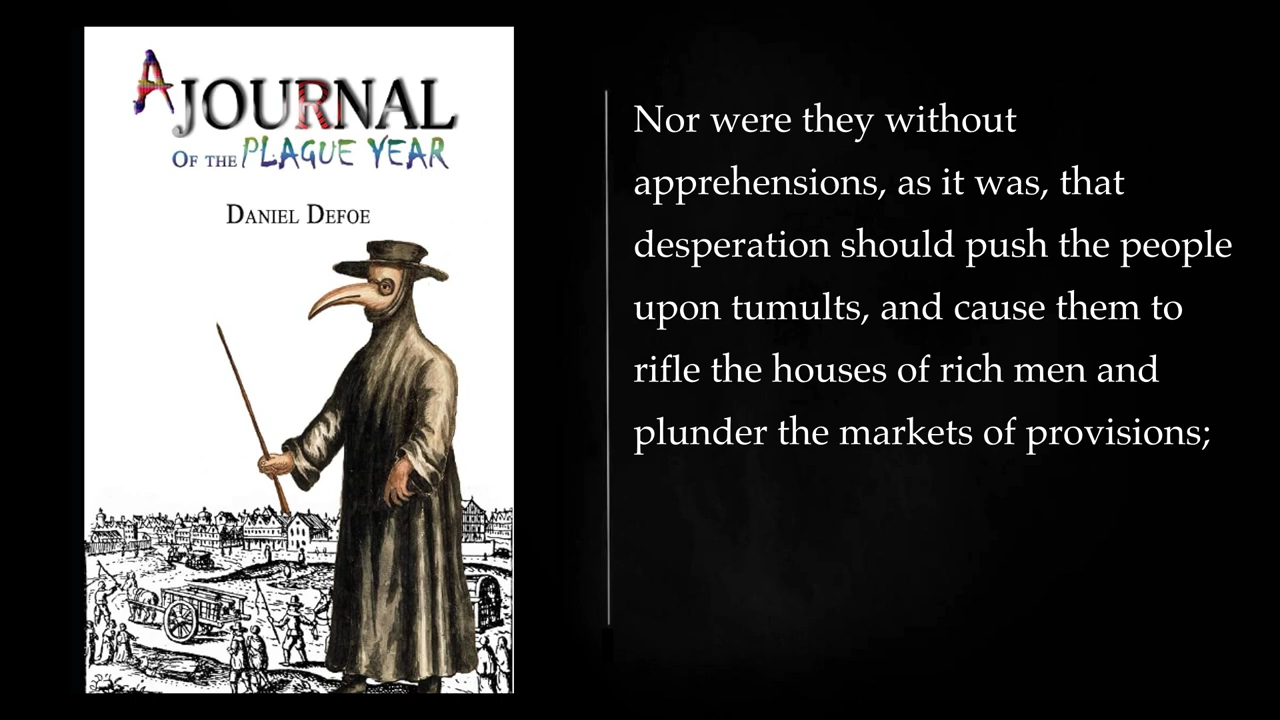 A JOURNAL
OF THE PLAGUE YEAR
DANIEL DEFOE
Nor were they without
apprehensions, as it was, that
desperation should push the people
upon tumults, and cause them to
rifle the houses of rich men and
plunder the markets of provisions;